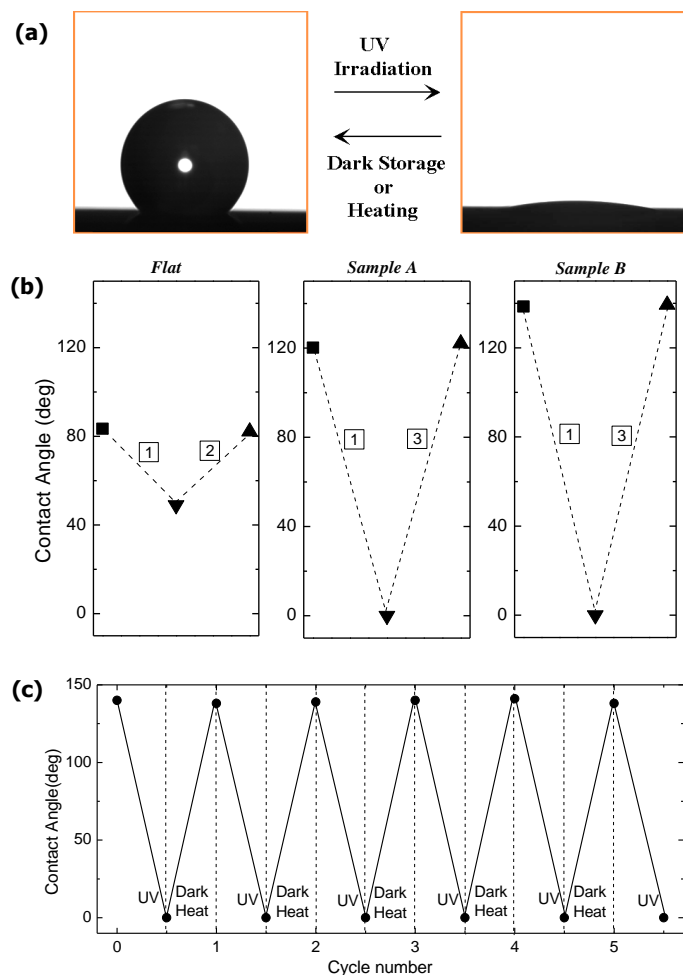 (a)
UV
Irradiation
Dark Storage
or
Heating
(b)
Flat
Sample A
Sample B
Contact Angle (deg)
120
80
40
0
1
2
120
80
40
0
1
3
120
80
40
0
1
3
(c)
Contact Angle(deg)
150
100
50
0
UV
Dark
Heat
UV
Dark
Heat
UV
Dark
Heat
UV
Dark
Heat
UV
Dark
Heat
UV
0
1
2
3
4
5
Cycle number